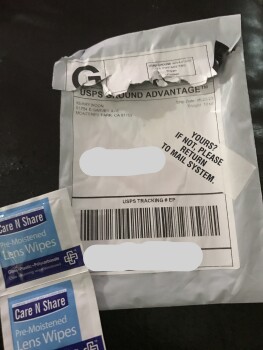 G
USPS GROUND ADVANTAGE™
YOURS?
IF NOT, PLEASE
RETURN
TO MAIL SYSTEM.
USPS TRACKING # EP
Care N Share
Pre-Moistened
Lens Wipes
Care N Share
Pre-Moistened
Lens Wipes